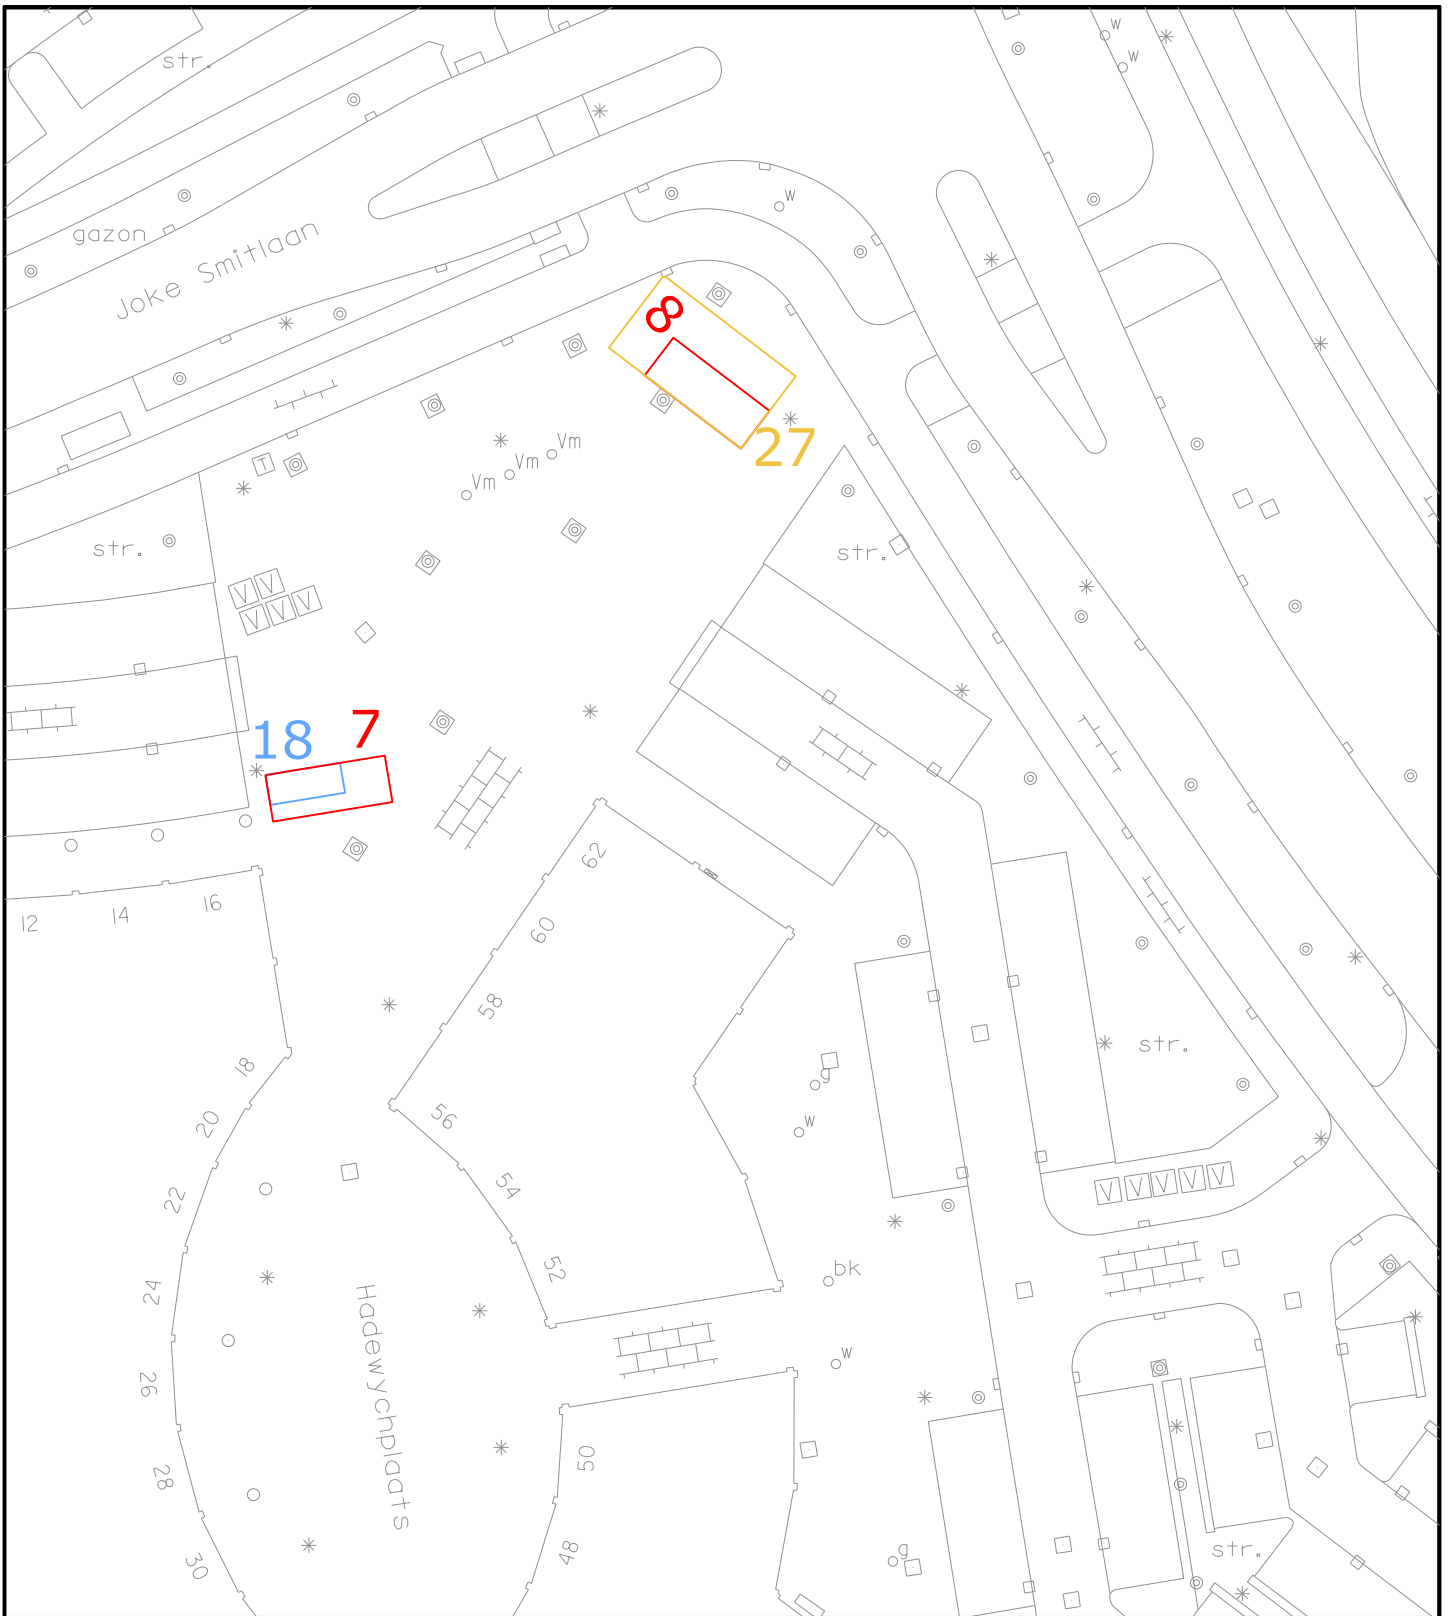 W
W
str.
W
gazon
Joke Smitlaan
8
27
Vm
Vm
Vm
T
str.
str.
V V
V V V
18
7
62
16
14
12
60
58
str.
18
g
56
20
W
54
22
V V V V V
52
bk
24
Hadewychplaats
W
26
50
28
48
g
str.
30